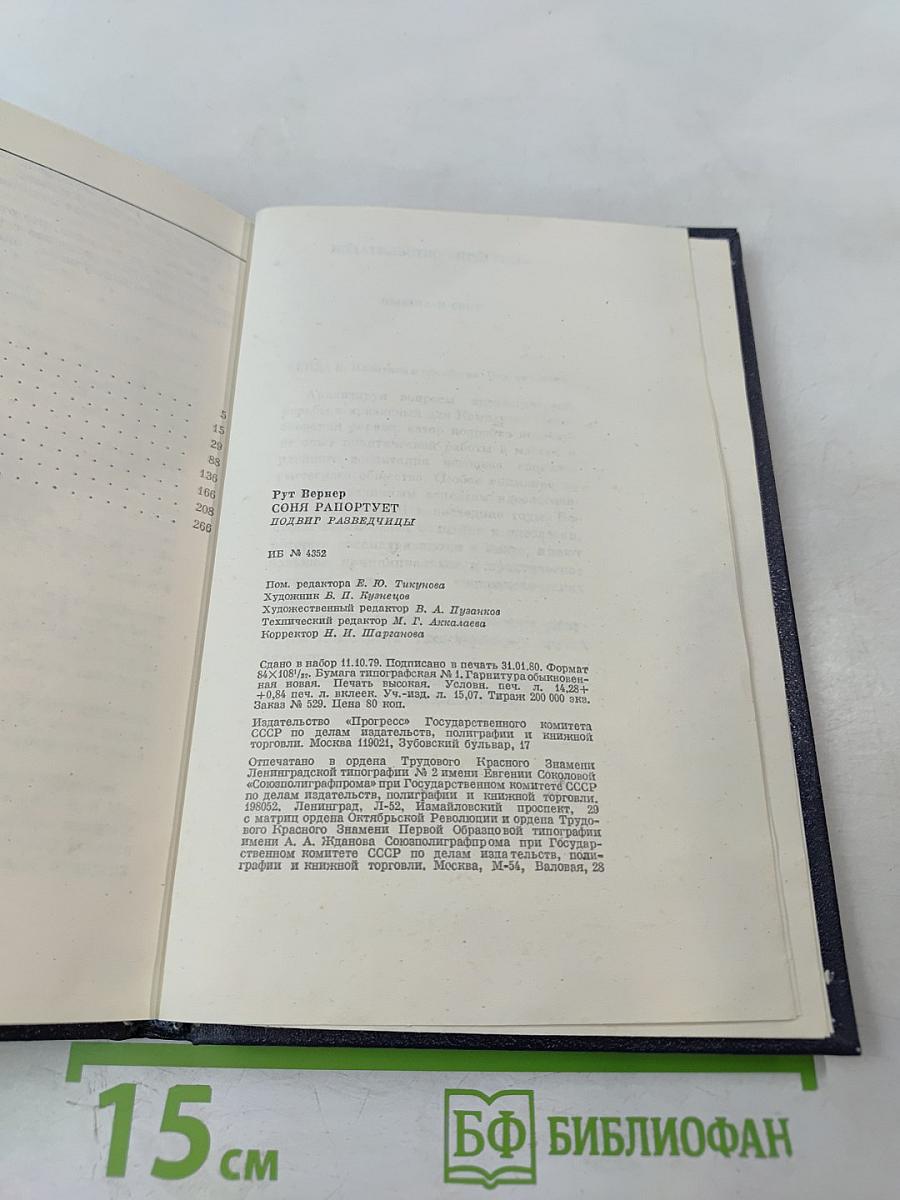 5
15
29
88
136
166
208
266
Рут Вернер
СОНЯ РАПОРТУЕТ
ПОДВИГ РАЗВЕДЧИЦЫ
ИБ № 4352
Пом. редактора Е. Ю. Тикунова
Художник Б. П. Кузнецов
Художественный редактор В. А. Пузанков
Технический редактор М. Г. Аккалаева
Корректор Н. И. Шарганова
Сдано в набор 11.10.79. Подписано в печать 31.01.80. Формат
84×108¹/₃₂. Бумага типографская № 1. Гарнитура обыкновен-
ная новая. Печать высокая. Условн. печ. л. 14,28+
+0,84 печ. л. вклеек. Уч.-изд. л. 15,07. Тираж 200 000 экз.
Заказ № 529. Цена 80 коп.
Издательство «Прогресс» Государственного комитета
СССР по делам издательств, полиграфии и книжной
торговли. Москва 119021, Зубовский бульвар, 17
Отпечатано в ордена Трудового Красного Знамени
Ленинградской типографии № 2 имени Евгении Соколовой
«Союзполиграфпрома» при Государственном комитете СССР
по делам издательств, полиграфии и книжной торговли.
198052, Ленинград, Л-52, Измайловский проспект, 29
с матриц ордена Октябрьской Революции и ордена Трудо-
вого Красного Знамени Первой Образцовой типографии
имени А. А. Жданова Союзполиграфпрома при Государ-
ственном комитете СССР по делам издательств, поли-
графии и книжной торговли. Москва, М-54, Валовая, 28
15 см
БФ БИБЛИОФАН